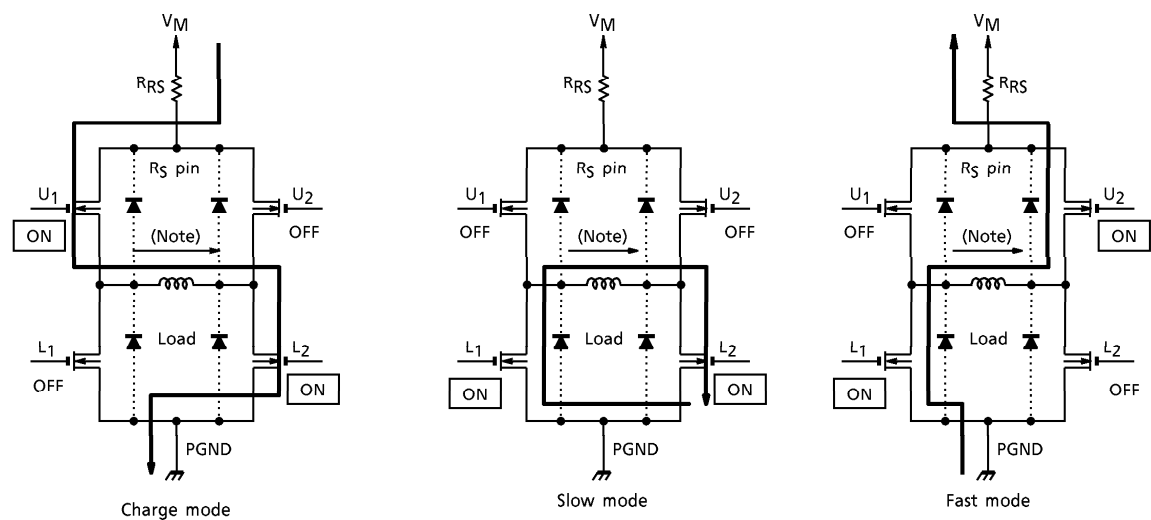 VM
RRS
RS pin
U1
ON
U2
OFF
(Note)
Load
L1
OFF
L2
ON
PGND
Charge mode
VM
RRS
RS pin
U1
OFF
U2
OFF
(Note)
Load
L1
ON
L2
ON
PGND
Slow mode
VM
RRS
RS pin
U1
OFF
U2
ON
(Note)
Load
L1
ON
L2
OFF
PGND
Fast mode